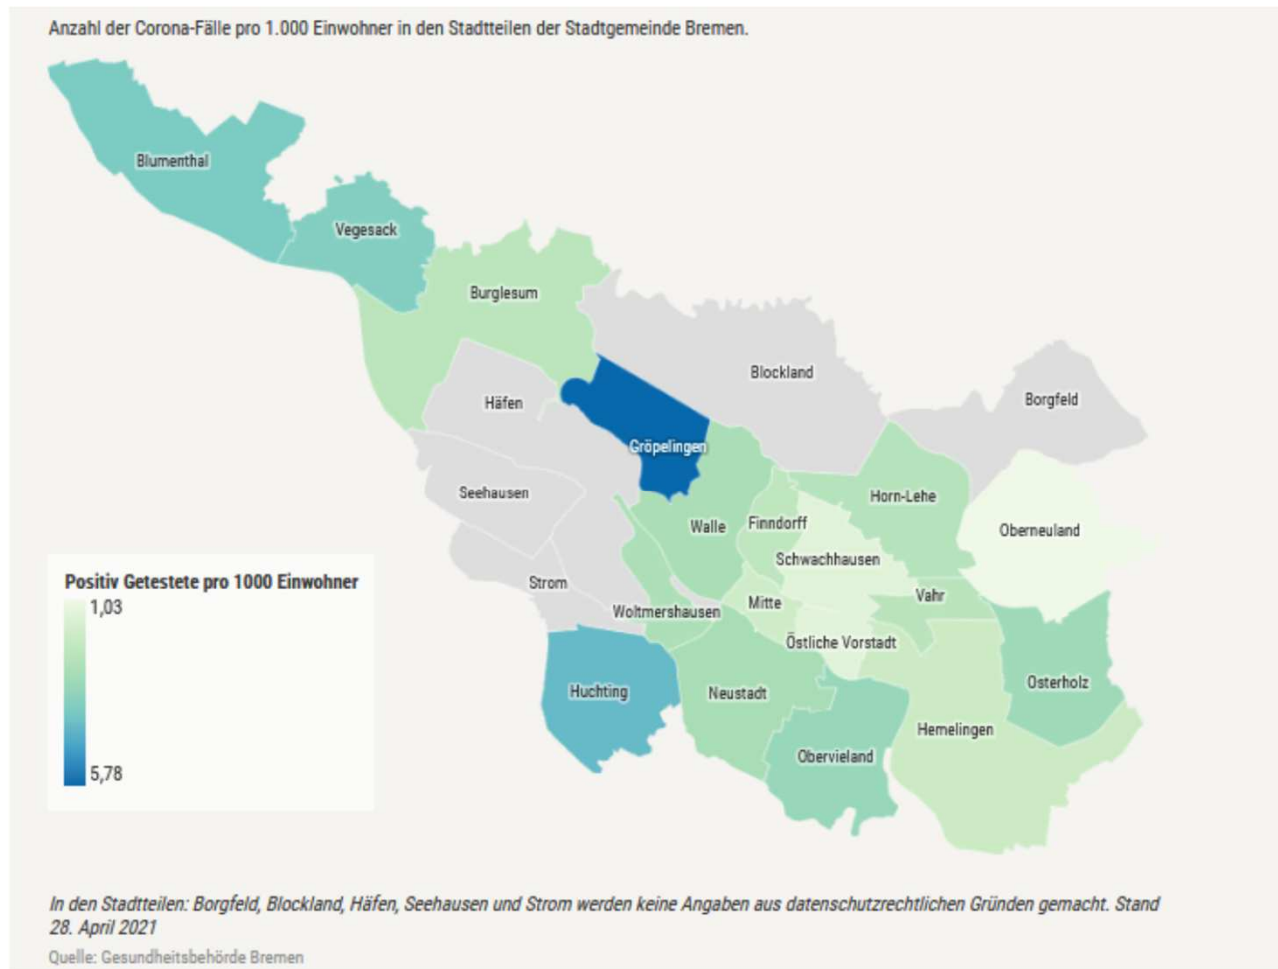 Anzahl der Corona-Fälle pro 1.000 Einwohner in den Stadtteilen der Stadtgemeinde Bremen.
Blumenthal
Vegesack
Burglesum
Blockland
Häfen
Borgfeld
Gröpelingen
Seehausen
Horn-Lehe
Walle
Finndorff
Oberneuland
Schwachhausen
Strom
Vahr
Mitte
Woltmershausen
Östliche Vorstadt
Osterholz
Huchting
Neustadt
Hemelingen
Obervieland
Positiv Getestete pro 1000 Einwohner
1,03
5,78
In den Stadtteilen: Borgfeld, Blockland, Häfen, Seehausen und Strom werden keine Angaben aus datenschutzrechtlichen Gründen gemacht. Stand
28. April 2021
Quelle: Gesundheitsbehörde Bremen